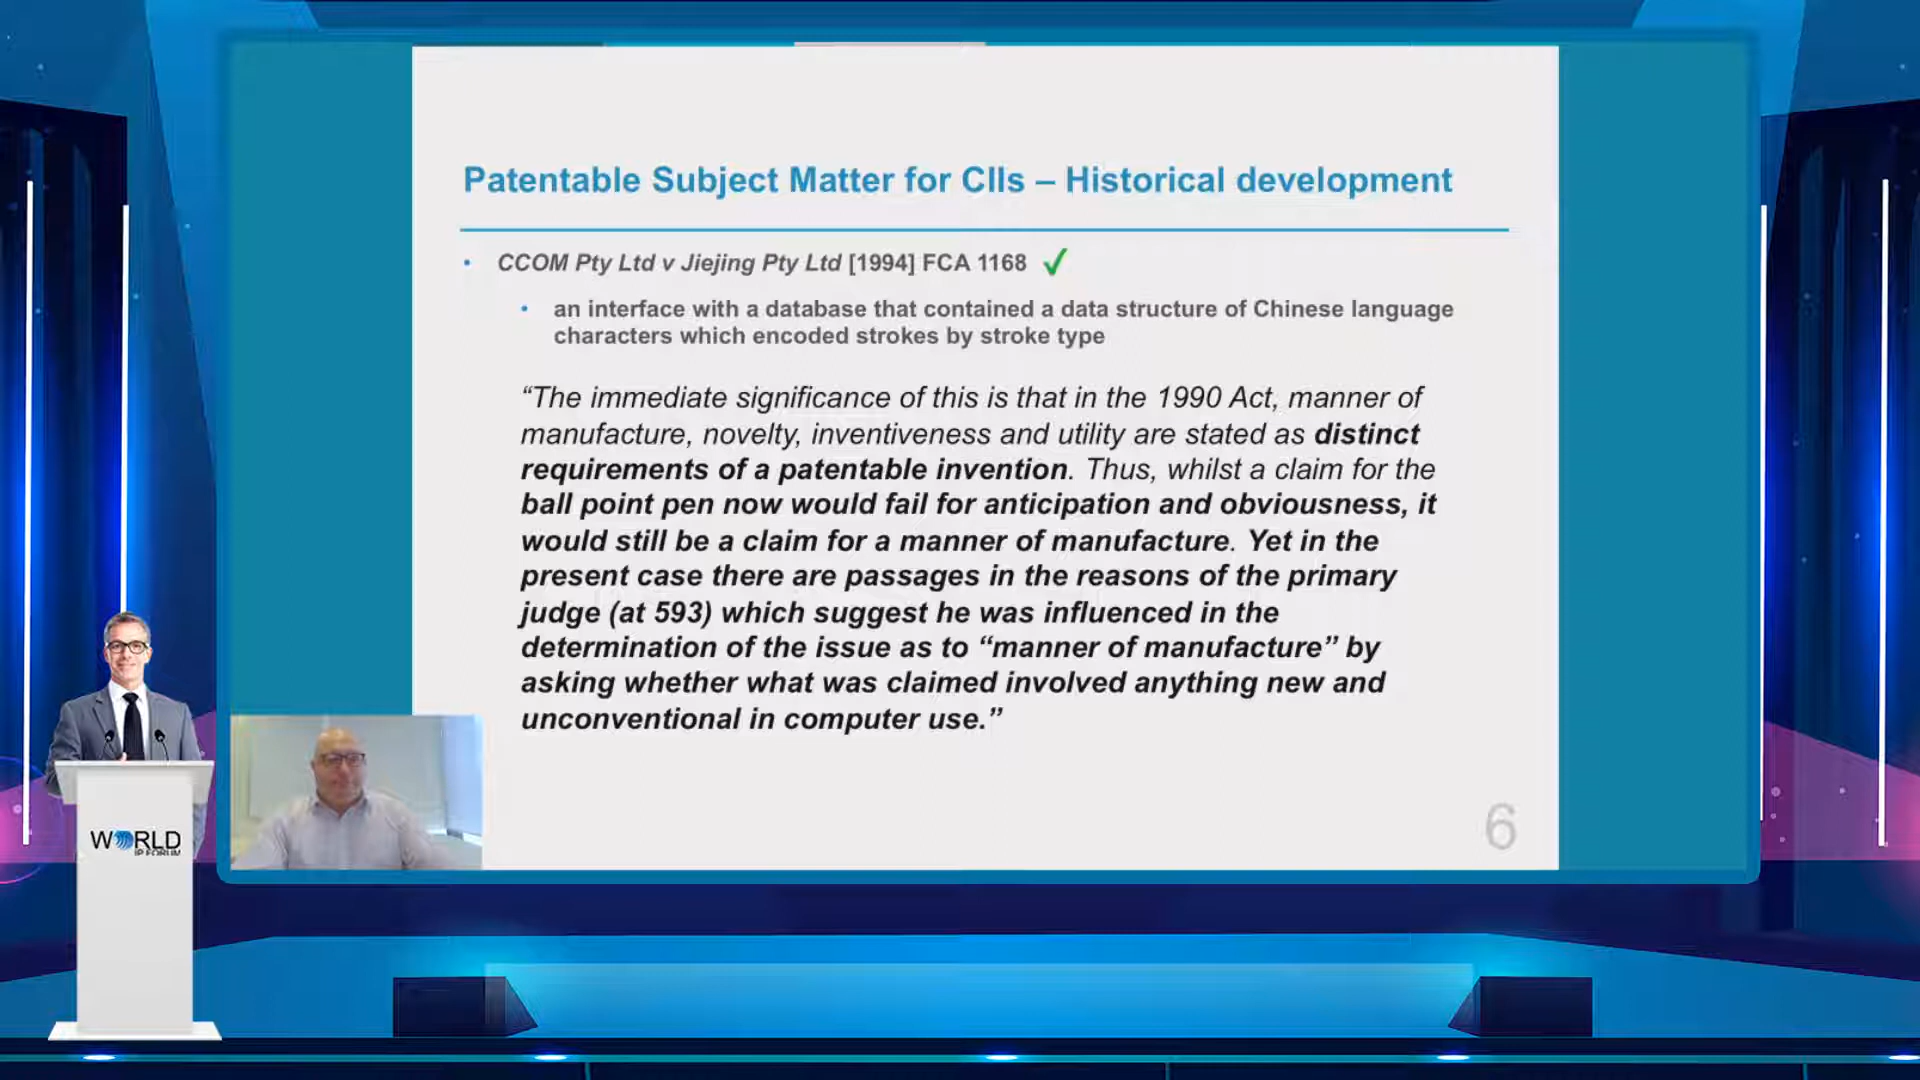 Patentable Subject Matter for CIIs – Historical development
• CCOM Pty Ltd v Jiejing Pty Ltd [1994] FCA 1168 ✓
• an interface with a database that contained a data structure of Chinese language
characters which encoded strokes by stroke type
“The immediate significance of this is that in the 1990 Act, manner of
manufacture, novelty, inventiveness and utility are stated as distinct
requirements of a patentable invention. Thus, whilst a claim for the
ball point pen now would fail for anticipation and obviousness, it
would still be a claim for a manner of manufacture. Yet in the
present case there are passages in the reasons of the primary
judge (at 593) which suggest he was influenced in the
determination of the issue as to “manner of manufacture” by
asking whether what was claimed involved anything new and
unconventional in computer use.”
6
WORLD
IP FORUM